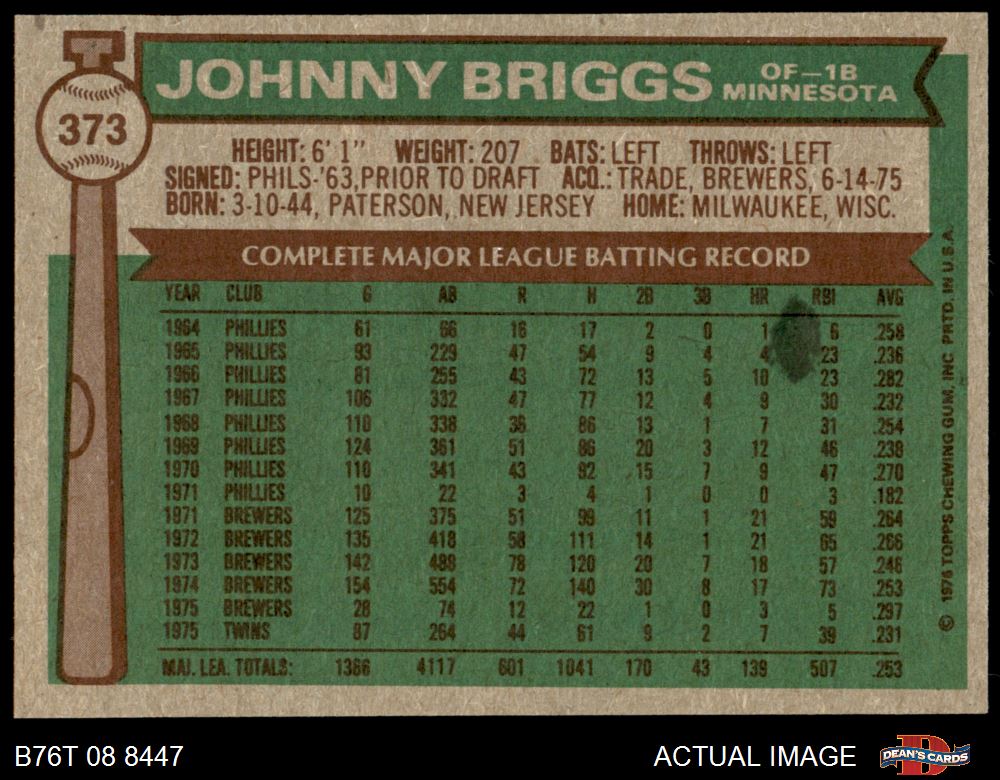 373
JOHNNY BRIGGS OF—1B MINNESOTA
HEIGHT: 6' 1" WEIGHT: 207 BATS: LEFT THROWS: LEFT
SIGNED: PHILS-'63,PRIOR TO DRAFT ACQ.: TRADE, BREWERS, 6-14-75
BORN: 3-10-44, PATERSON, NEW JERSEY HOME: MILWAUKEE, WISC.
COMPLETE MAJOR LEAGUE BATTING RECORD
YEAR CLUB G AB R H 2B 3B HR RBI AVG
1964 PHILLIES 61 66 16 17 2 0 1 6 .258
1965 PHILLIES 93 229 47 54 9 4 4 23 .236
1966 PHILLIES 81 255 43 72 13 5 10 23 .282
1967 PHILLIES 106 332 47 77 12 4 9 30 .232
1968 PHILLIES 110 338 36 86 13 1 7 31 .254
1969 PHILLIES 124 361 51 86 20 3 12 46 .238
1970 PHILLIES 110 341 43 92 15 7 9 47 .270
1971 PHILLIES 10 22 3 4 1 0 0 3 .182
1971 BREWERS 125 375 51 99 11 1 21 59 .264
1972 BREWERS 135 418 58 111 14 1 21 65 .266
1973 BREWERS 142 488 78 120 20 7 18 57 .246
1974 BREWERS 154 554 72 140 30 8 17 73 .253
1975 BREWERS 28 74 12 22 1 0 3 5 .297
1975 TWINS 87 264 44 61 9 2 7 39 .231
MAJ. LEA. TOTALS: 1366 4117 601 1041 170 43 139 507 .253
© 1976 TOPPS CHEWING GUM, INC PRTD. IN U.S.A.
B76T 08 8447 ACTUAL IMAGE DEAN'S CARDS